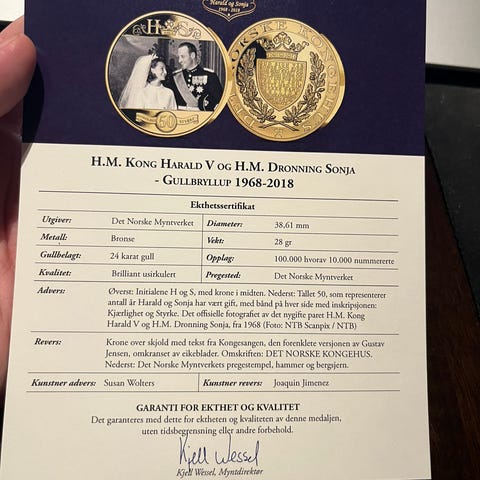 Harald og Sonja
1968 - 2018
H S
50
H.M. KONG HARALD V OG H.M. DRONNING SONJA
- GULLBRYLLUP 1968-2018
Ekthetssertifikat
Utgiver: Det Norske Myntverket Diameter: 38,61 mm
Metall: Bronse Vekt: 28 gr
Gullbelagt: 24 karat gull Opplag: 100.000 hvorav 10.000 nummererte
Kvalitet: Brilliant usirkulert Pregested: Det Norske Myntverket
Advers: Øverst: Initialene H og S, med krone i midten. Nederst: Tallet 50, som representerer
antall år Harald og Sonja har vært gift, med bånd på hver side med inskripsjonen:
Kjærlighet og Styrke. Det offisielle fotografiet av det nygifte paret H.M. Kong
Harald V og H.M. Dronning Sonja, fra 1968 (Foto: NTB Scanpix / NTB)
Revers: Krone over skjold med tekst fra Kongesangen, den forenklete versjonen av Gustav
Jensen, omkranset av eikeblader. Omskriften: DET NORSKE KONGEHUS.
Nederst: Det Norske Myntverkets pregestempel, hammer og bergsjern.
Kunstner advers: Susan Wolters Kunstner revers: Joaquin Jimenez
GARANTI FOR EKTHET OG KVALITET
Det garanteres med dette for ektheten og kvaliteten av denne medaljen,
uten tidsbegrensning eller andre forbehold.
Kjell Wessel
Kjell Wessel, Myntdirektør